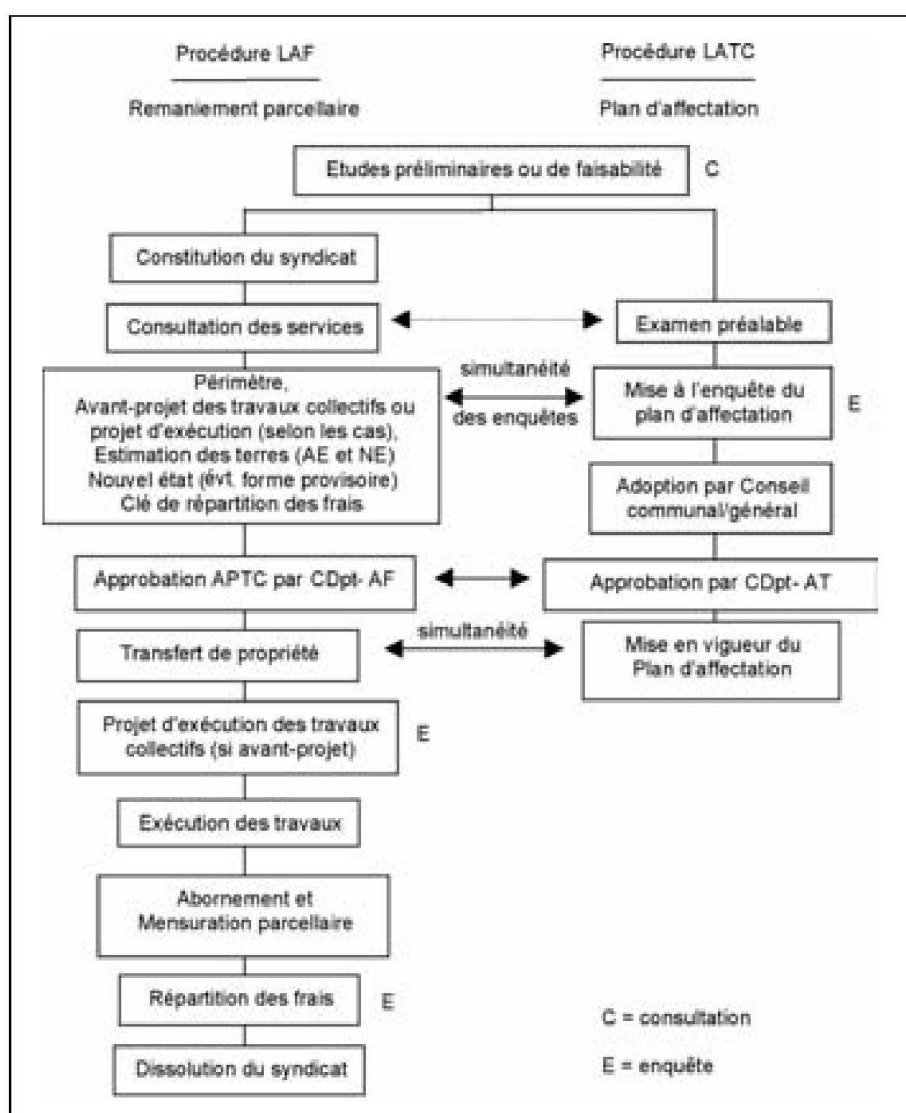 Procédure LAF
Remaniement parcellaire
Procédure LATC
Plan d'affectation
Etudes préliminaires ou de faisabilité
C
Constitution du syndicat
Consultation des services
Examen préalable
Périmètre,
Avant-projet des travaux collectifs ou
projet d'exécution (selon les cas),
Estimation des terres (AE et NE)
Nouvel état (évt. forme provisoire)
Clé de répartition des frais
simultanéité
des enquêtes
Mise à l'enquête du
plan d'affectation
E
Adoption par Conseil
communal/général
Approbation APTC par CDpt- AF
Approbation par CDpt- AT
Transfert de propriété
simultanéité
Mise en vigueur du
Plan d'affectation
Projet d'exécution des travaux
collectifs (si avant-projet)
E
Exécution des travaux
Abornement et
Mensuration parcellaire
Répartition des frais
E
Dissolution du syndicat
C = consultation
E = enquête